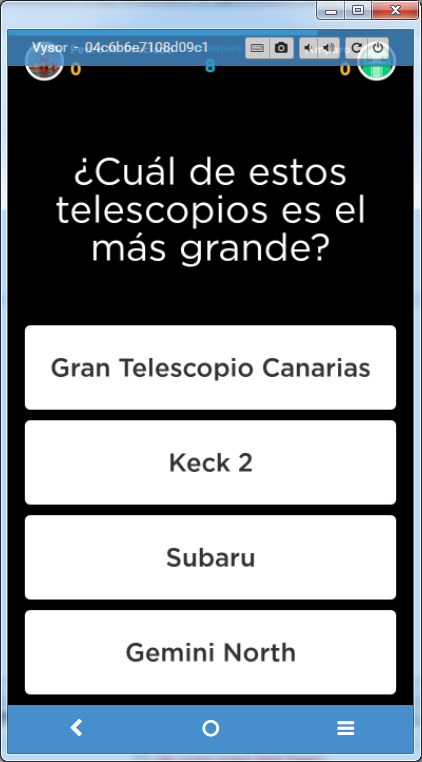 Vysor - 04c6b6e7108d09c1
0
8
0
¿Cuál de estos
telescopios es el
más grande?
Gran Telescopio Canarias
Keck 2
Subaru
Gemini North